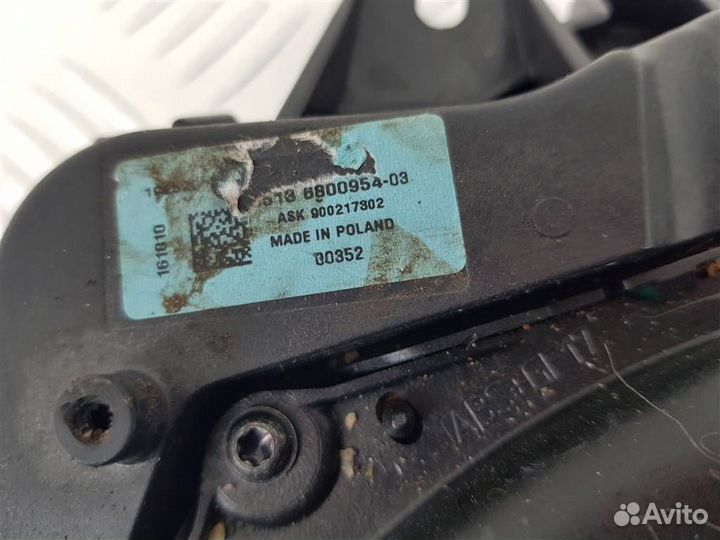 6800954-03
ASK 900217302
MADE IN POLAND
00352
161010
Avito